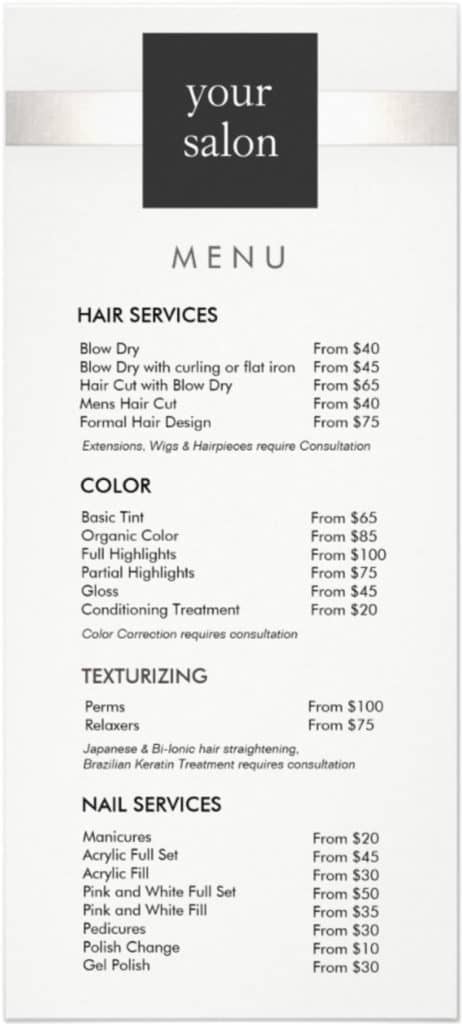 your
salon
MENU
HAIR SERVICES
Blow Dry From $40
Blow Dry with curling or flat iron From $45
Hair Cut with Blow Dry From $65
Mens Hair Cut From $40
Formal Hair Design From $75
Extensions, Wigs & Hairpieces require Consultation
COLOR
Basic Tint From $65
Organic Color From $85
Full Highlights From $100
Partial Highlights From $75
Gloss From $45
Conditioning Treatment From $20
Color Correction requires consultation
TEXTURIZING
Perms From $100
Relaxers From $75
Japanese & Bi-Ionic hair straightening,
Brazilian Keratin Treatment requires consultation
NAIL SERVICES
Manicures From $20
Acrylic Full Set From $45
Acrylic Fill From $30
Pink and White Full Set From $50
Pink and White Fill From $35
Pedicures From $30
Polish Change From $10
Gel Polish From $30